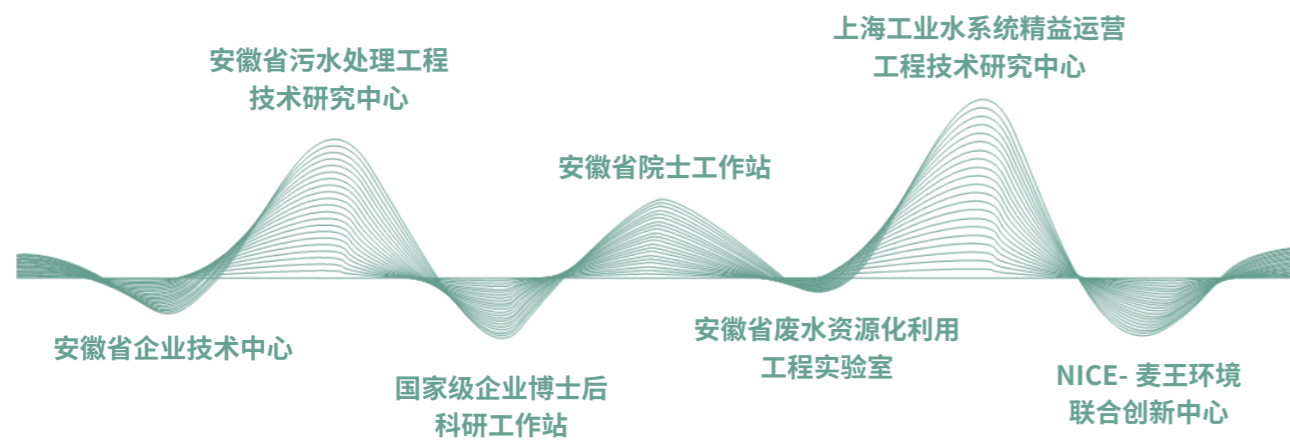 安徽省污水处理工程
技术研究中心
上海工业水系统精益运营
工程技术研究中心
安徽省院士工作站
安徽省企业技术中心
国家级企业博士后
科研工作站
安徽省废水资源化利用
工程实验室
NICE- 麦王环境
联合创新中心